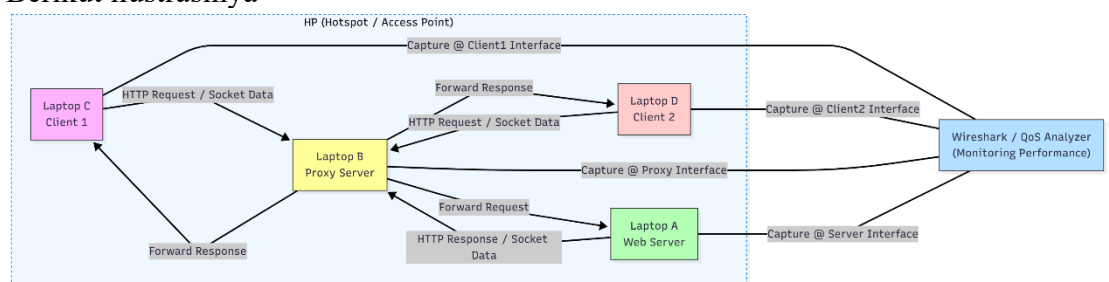 Berikut ilustrasinya
HP (Hotspot / Access Point)
Capture @ Client1 Interface
Laptop C
Client 1
HTTP Request / Socket Data
Forward Response
HTTP Request / Socket Data
Laptop D
Client 2
Capture @ Client2 Interface
Wireshark / QoS Analyzer
(Monitoring Performance)
Laptop B
Proxy Server
Capture @ Proxy Interface
Forward Request
Laptop A
Web Server
HTTP Response / Socket
Data
Capture @ Server Interface
Forward Response